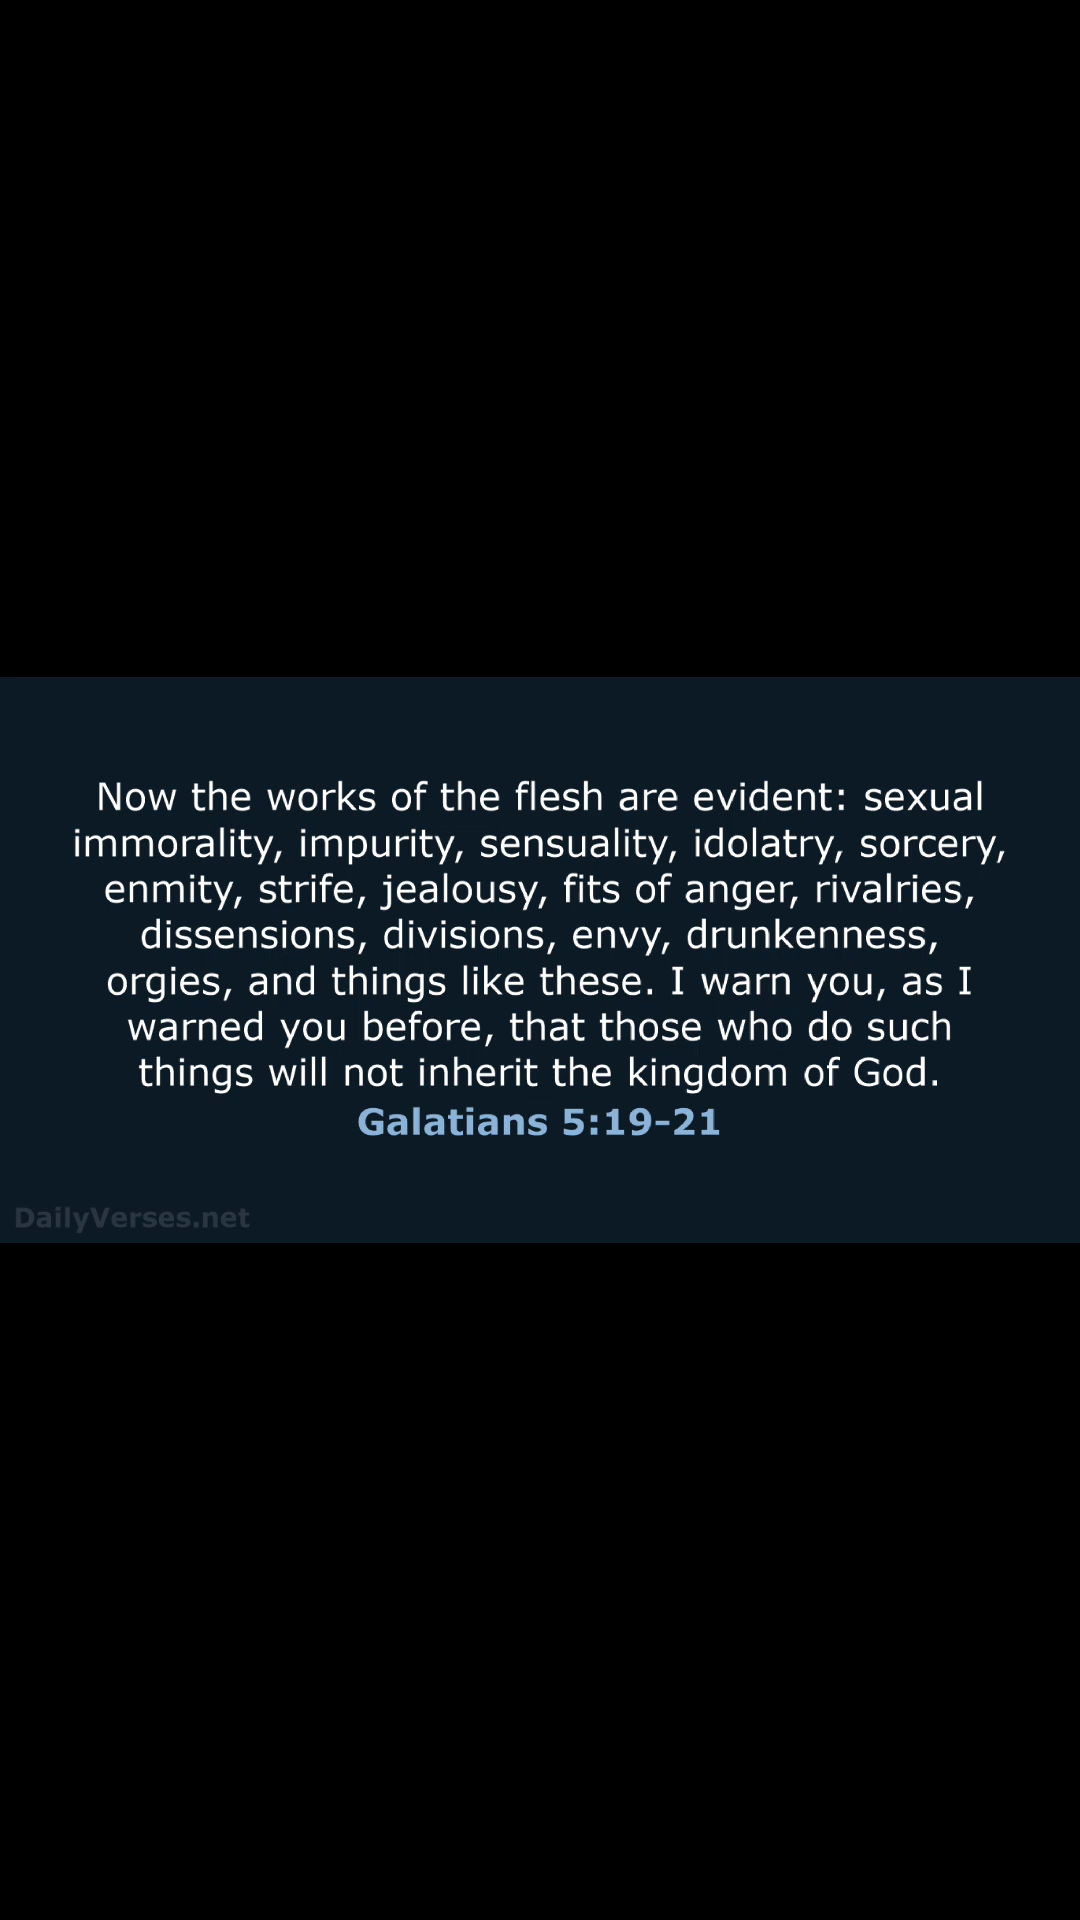 Now the works of the flesh are evident: sexual
immorality, impurity, sensuality, idolatry, sorcery,
enmity, strife, jealousy, fits of anger, rivalries,
dissensions, divisions, envy, drunkenness,
orgies, and things like these. I warn you, as I
warned you before, that those who do such
things will not inherit the kingdom of God.
Galatians 5:19-21
DailyVerses.net